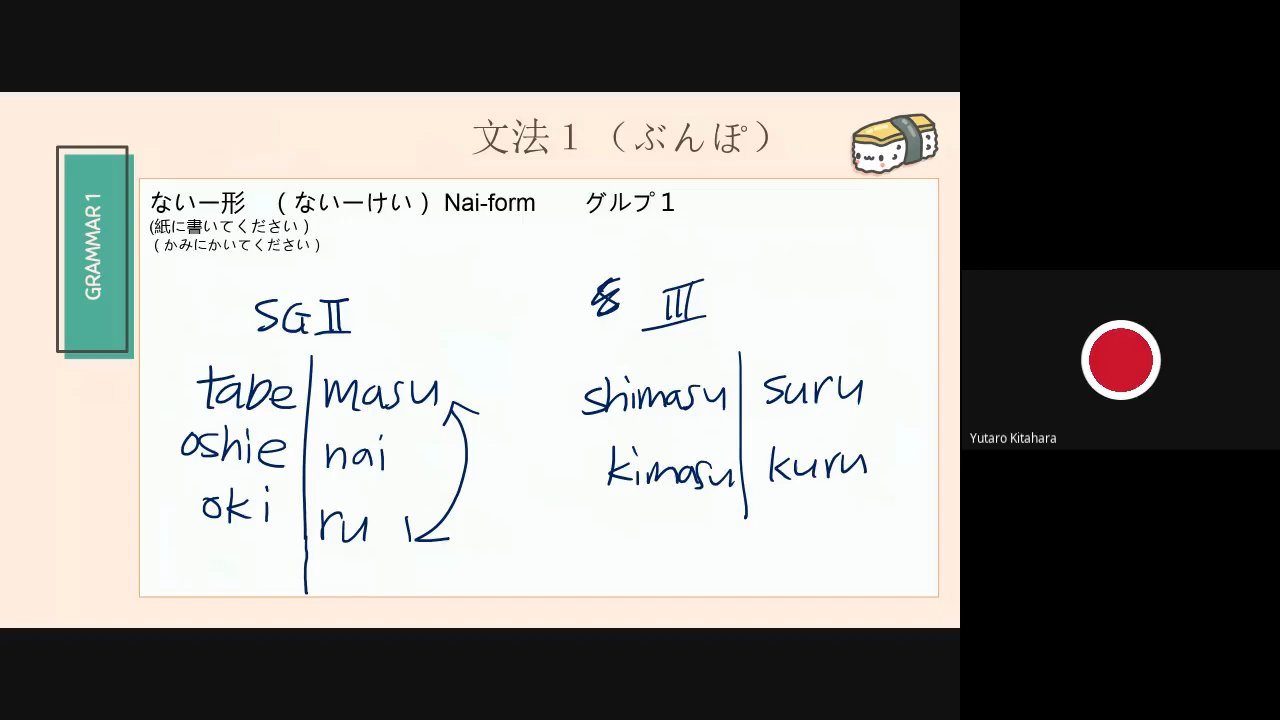 文法１（ぶんぽ）
GRAMMAR 1
ない一形　（ないーけい）Nai-form　　グルプ１
(紙に書いてください）
（かみにかいてください）
SG II
tabe masu
oshie nai
oki ru
III
shimasu suru
kimasu kuru
Yutaro Kitahara